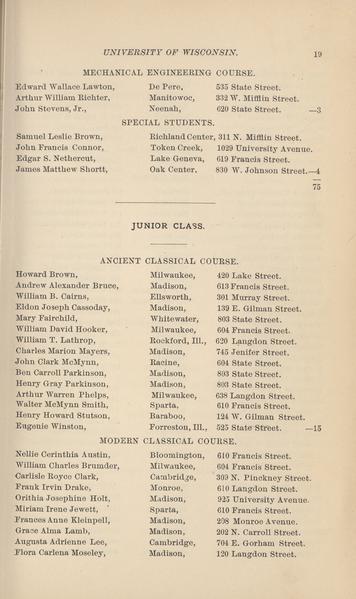 UNIVERSITY OF WISCONSIN. 19
MECHANICAL ENGINEERING COURSE.
Edward Wallace Lawton, De Pere, 535 State Street.
Arthur William Richter, Manitowoc, 332 W. Mifflin Street.
John Stevens, Jr., Neenah, 620 State Street. —3
SPECIAL STUDENTS.
Samuel Leslie Brown, Richland Center, 311 N. Mifflin Street.
John Francis Connor, Token Creek, 1029 University Avenue.
Edgar S. Nethercut, Lake Geneva, 619 Francis Street.
James Matthew Shortt, Oak Center, 830 W. Johnson Street.—4
75
JUNIOR CLASS.
ANCIENT CLASSICAL COURSE.
Howard Brown, Milwaukee, 420 Lake Street.
Andrew Alexander Bruce, Madison, 613 Francis Street.
William B. Cairns, Ellsworth, 301 Murray Street.
Eldon Joseph Cassoday, Madison, 139 E. Gilman Street.
Mary Fairchild, Whitewater, 803 State Street.
William David Hooker, Milwaukee, 604 Francis Street.
William T. Lathrop, Rockford, Ill., 620 Langdon Street.
Charles Marion Mayers, Madison, 745 Jenifer Street.
John Clark McMynn, Racine, 604 State Street.
Ben Carroll Parkinson, Madison, 803 State Street.
Henry Gray Parkinson, Madison, 803 State Street.
Arthur Warren Phelps, Milwaukee, 638 Langdon Street.
Walter McMynn Smith, Sparta, 610 Francis Street.
Henry Howard Stutson, Baraboo, 124 W. Gilman Street.
Eugenie Winston, Forreston, Ill., 525 State Street. —15
MODERN CLASSICAL COURSE.
Nellie Cerinthia Austin, Bloomington, 610 Francis Street.
William Charles Brumder, Milwaukee, 604 Francis Street.
Carlisle Royce Clark, Cambridge, 309 N. Pinckney Street.
Frank Irvin Drake, Monroe, 610 Langdon Street.
Orithia Josephine Holt, Madison, 925 University Avenue.
Miriam Irene Jewett, Sparta, 610 Francis Street.
Frances Anne Kleinpell, Madison, 298 Monroe Avenue.
Grace Alma Lamb, Madison, 202 N. Carroll Street.
Augusta Adrienne Lee, Cambridge, 704 E. Gorham Street.
Flora Carlena Moseley, Madison, 120 Langdon Street.